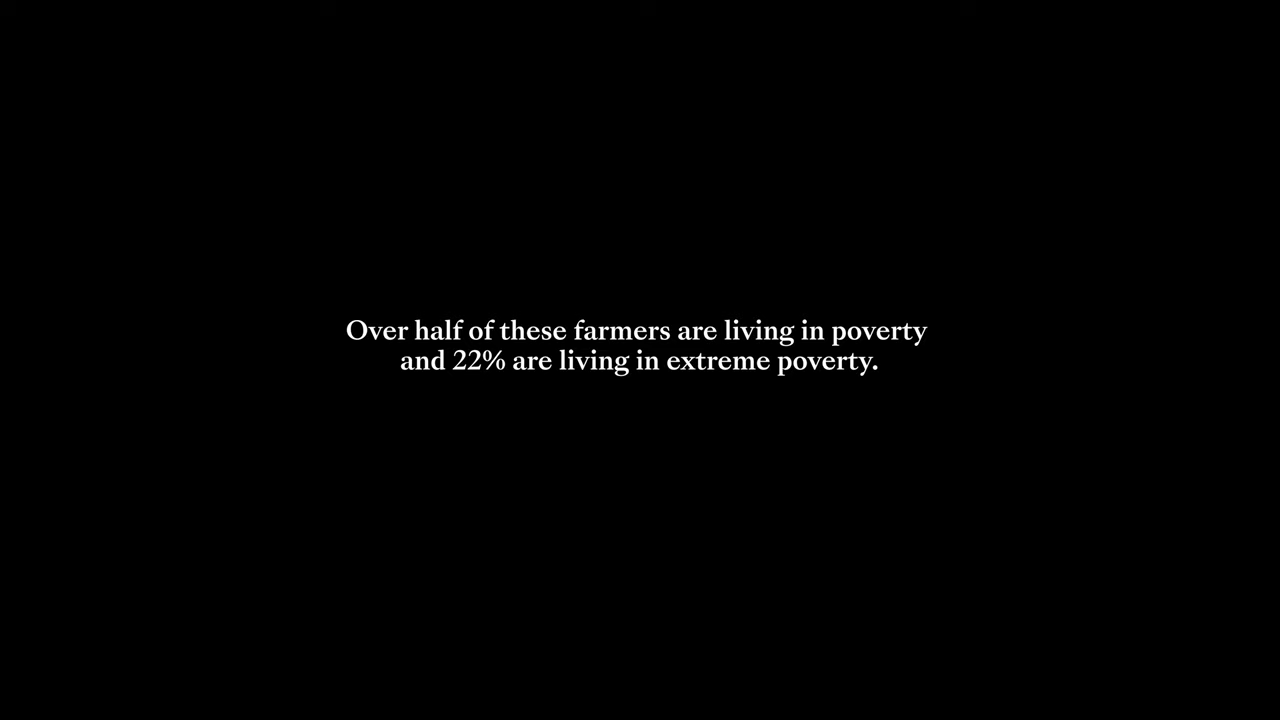 Over half of these farmers are living in poverty
and 22% are living in extreme poverty.